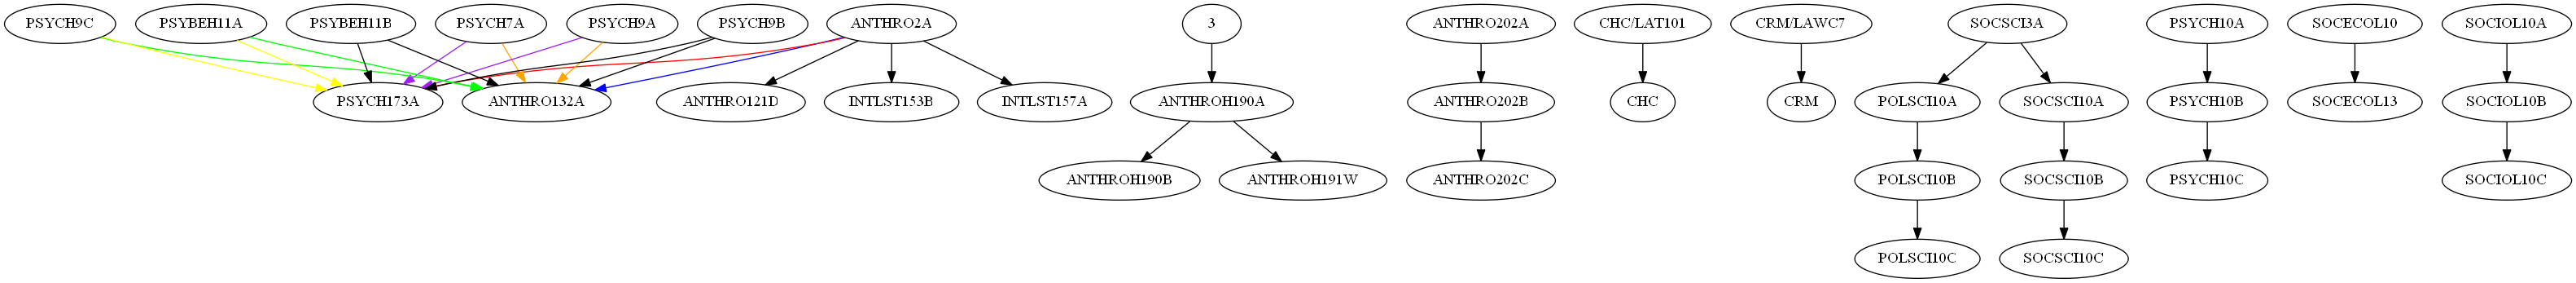 PSYCH9C PSYBEH11A PSYBEH11B PSYCH7A PSYCH9A PSYCH9B ANTHRO2A 3 ANTHRO202A CHC/LAT101 CRM/LAWC7 SOCSCI3A PSYCH10A SOCECOL10 SOCIOL10A
PSYCH173A ANTHRO132A ANTHRO121D INTLST153B INTLST157A ANTHROH190A ANTHRO202B CHC CRM POLSCI10A SOCSCI10A PSYCH10B SOCECOL13 SOCIOL10B
ANTHROH190B ANTHROH191W ANTHRO202C POLSCI10B SOCSCI10B PSYCH10C SOCIOL10C
POLSCI10C SOCSCI10C